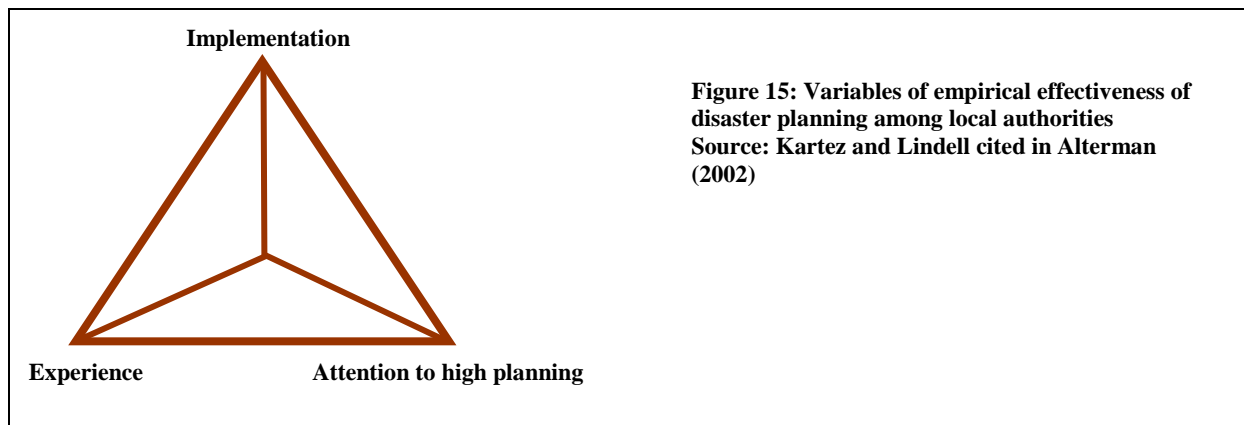 Implementation
Figure 15: Variables of empirical effectiveness of
disaster planning among local authorities
Source: Kartez and Lindell cited in Alterman
(2002)
Experience
Attention to high planning